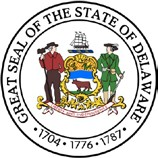 GREAT SEAL OF THE STATE OF DELAWARE
• 1704 • 1776 • 1787 •